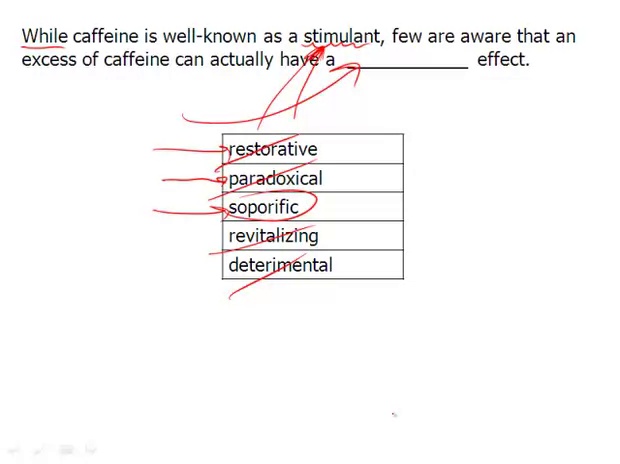 While caffeine is well-known as a stimulant, few are aware that an
excess of caffeine can actually have a ____________ effect.
restorative
paradoxical
soporific
revitalizing
deterimental